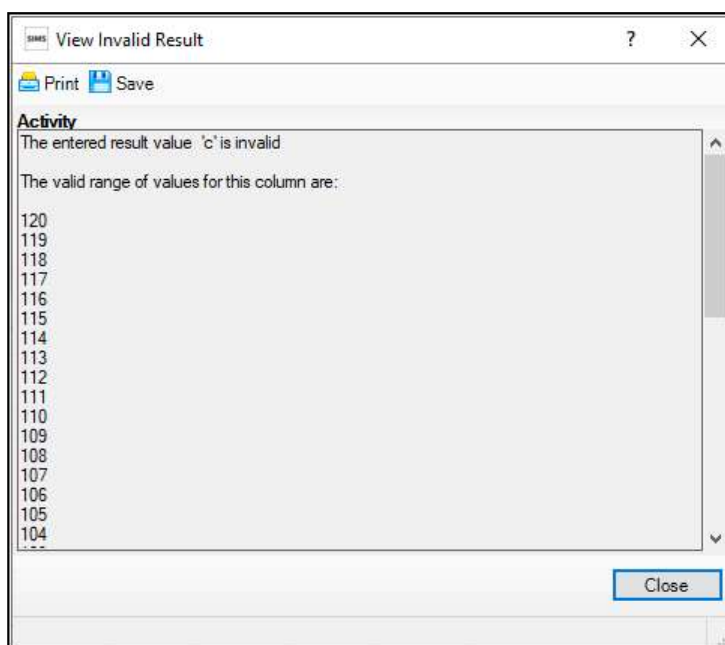 SIMS View Invalid Result ?
Print Save
Activity
The entered result value 'c' is invalid
The valid range of values for this column are:
120
119
118
117
116
115
114
113
112
111
110
109
108
107
106
105
104
Close